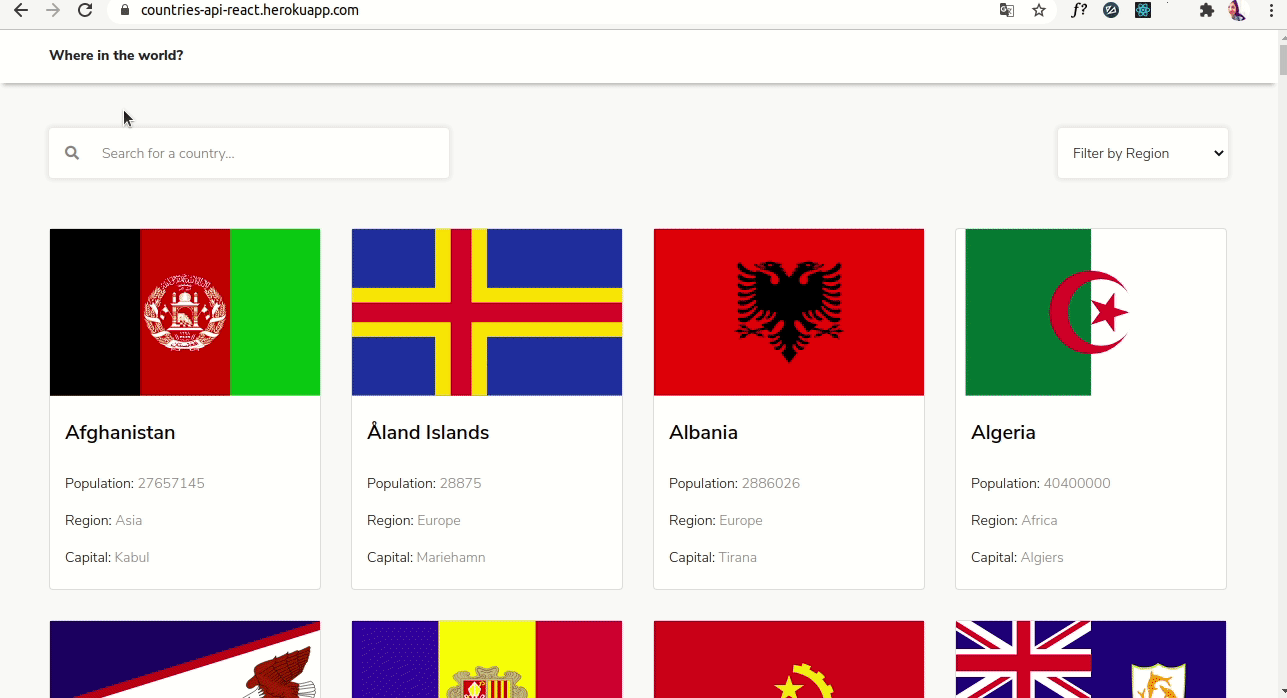 countries-api-react.herokuapp.com
f?
Where in the world?
Search for a country...
Filter by Region
Afghanistan
Population: 27657145
Region: Asia
Capital: Kabul
Åland Islands
Population: 28875
Region: Europe
Capital: Mariehamn
Albania
Population: 2886026
Region: Europe
Capital: Tirana
Algeria
Population: 40400000
Region: Africa
Capital: Algiers